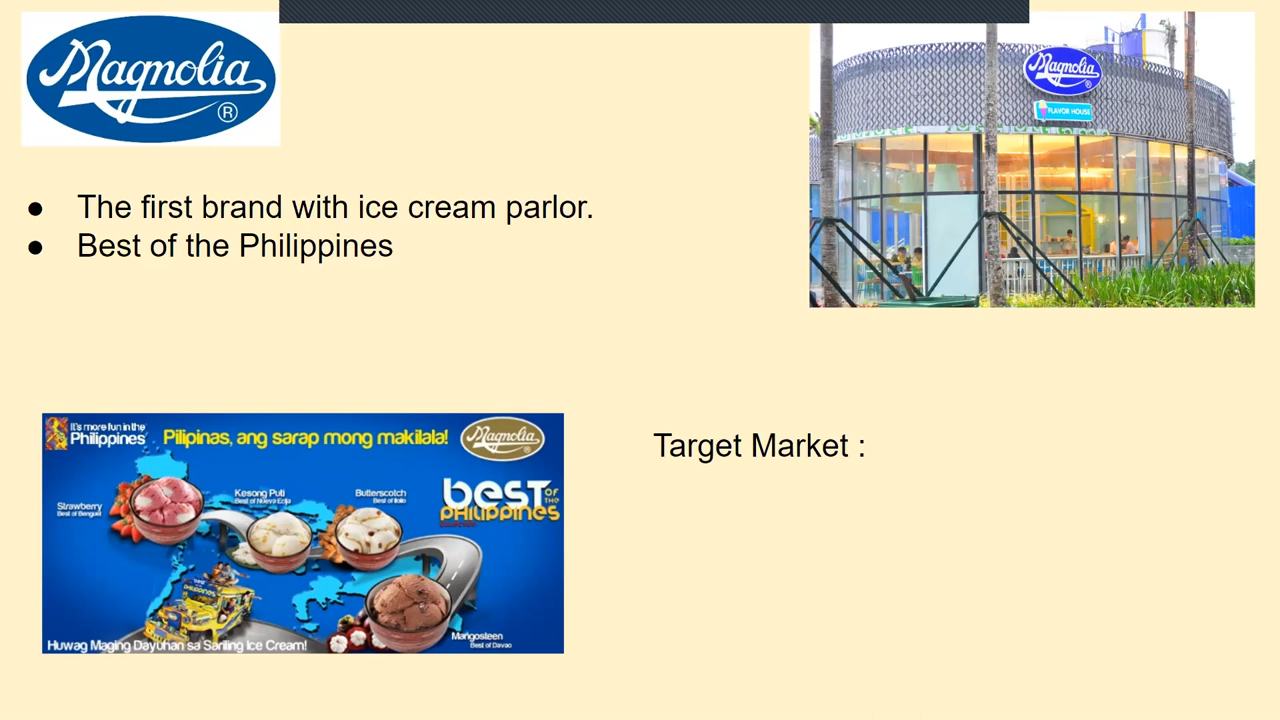 Magnolia
®
Magnolia
®
FLAVOR HOUSE
● The first brand with ice cream parlor.
● Best of the Philippines
It's more fun in the
Philippines
Pilipinas, ang sarap mong makilala!
Magnolia
®
best OF THE
PHILIPPINES
Strawberry
Best of Benguet
Kesong Puti
Best of Nueva Ecija
Butterscotch
Best of Iloilo
PHILIPPINES
Mangosteen
Best of Davao
Huwag Maging Dayuhan sa Sariling Ice Cream!
Target Market :